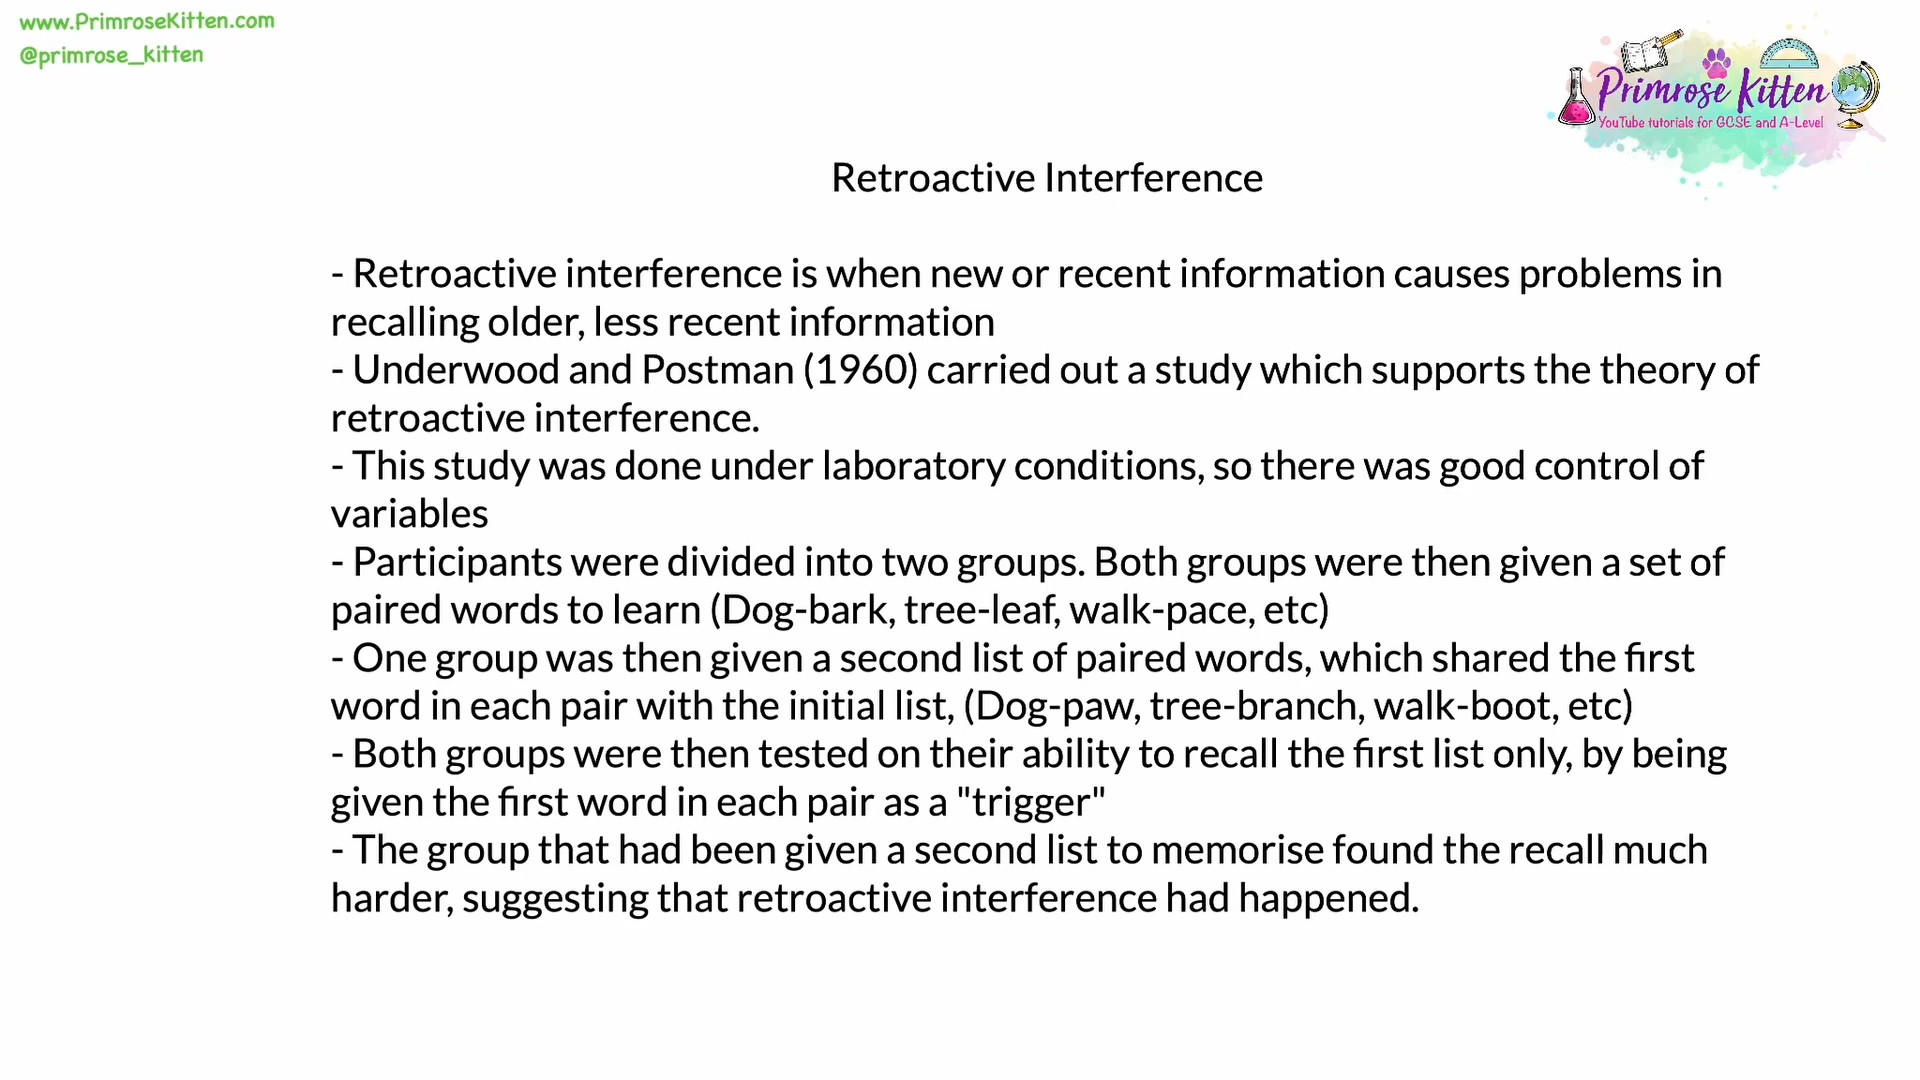 www.PrimroseKitten.com
@primrose_kitten
Primrose Kitten
YouTube tutorials for GCSE and A-Level
Retroactive Interference
- Retroactive interference is when new or recent information causes problems in
recalling older, less recent information
- Underwood and Postman (1960) carried out a study which supports the theory of
retroactive interference.
- This study was done under laboratory conditions, so there was good control of
variables
- Participants were divided into two groups. Both groups were then given a set of
paired words to learn (Dog-bark, tree-leaf, walk-pace, etc)
- One group was then given a second list of paired words, which shared the first
word in each pair with the initial list, (Dog-paw, tree-branch, walk-boot, etc)
- Both groups were then tested on their ability to recall the first list only, by being
given the first word in each pair as a "trigger"
- The group that had been given a second list to memorise found the recall much
harder, suggesting that retroactive interference had happened.